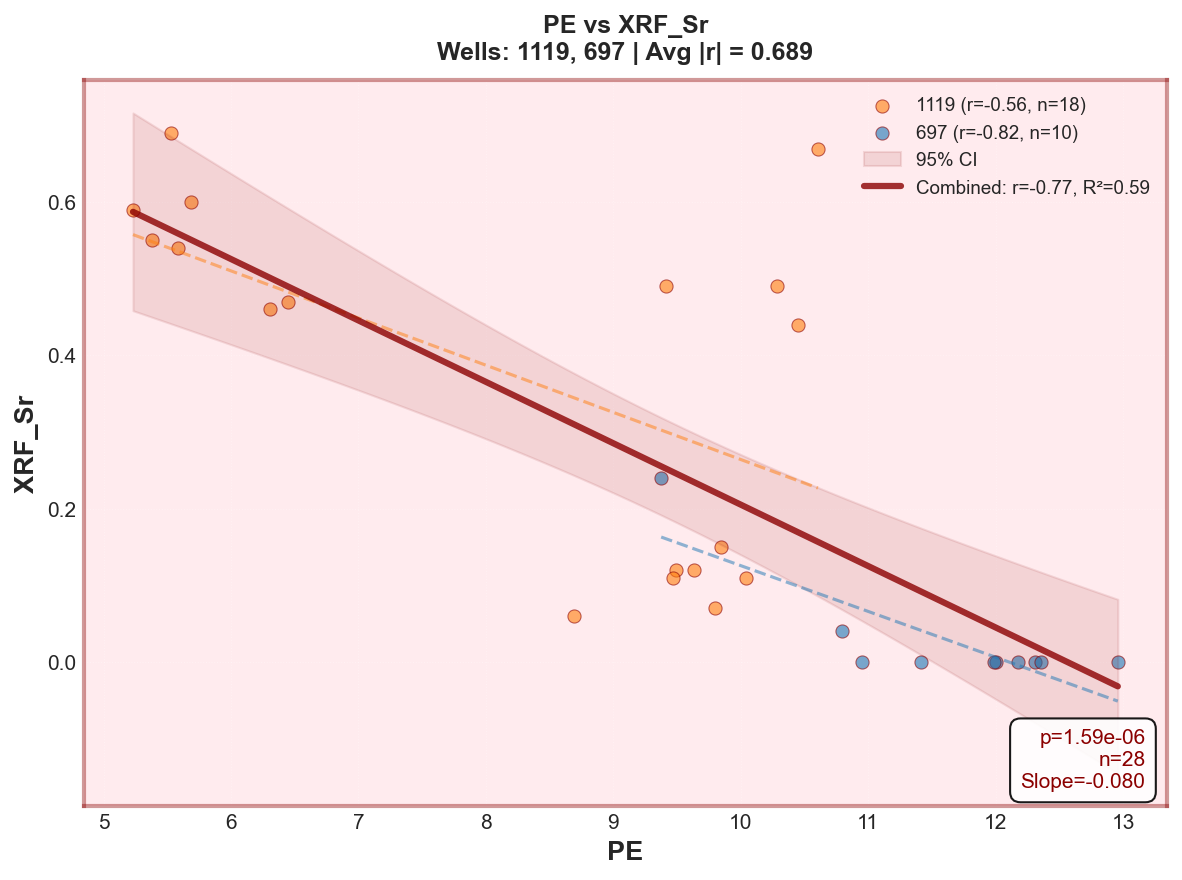 PE vs XRF_Sr
Wells: 1119, 697 | Avg |r| = 0.689
1119 (r=-0.56, n=18)
697 (r=-0.82, n=10)
95% CI
Combined: r=-0.77, R²=0.59
XRF_Sr
0.6
0.4
0.2
0.0
p=1.59e-06
n=28
Slope=-0.080
5 6 7 8 9 10 11 12 13
PE